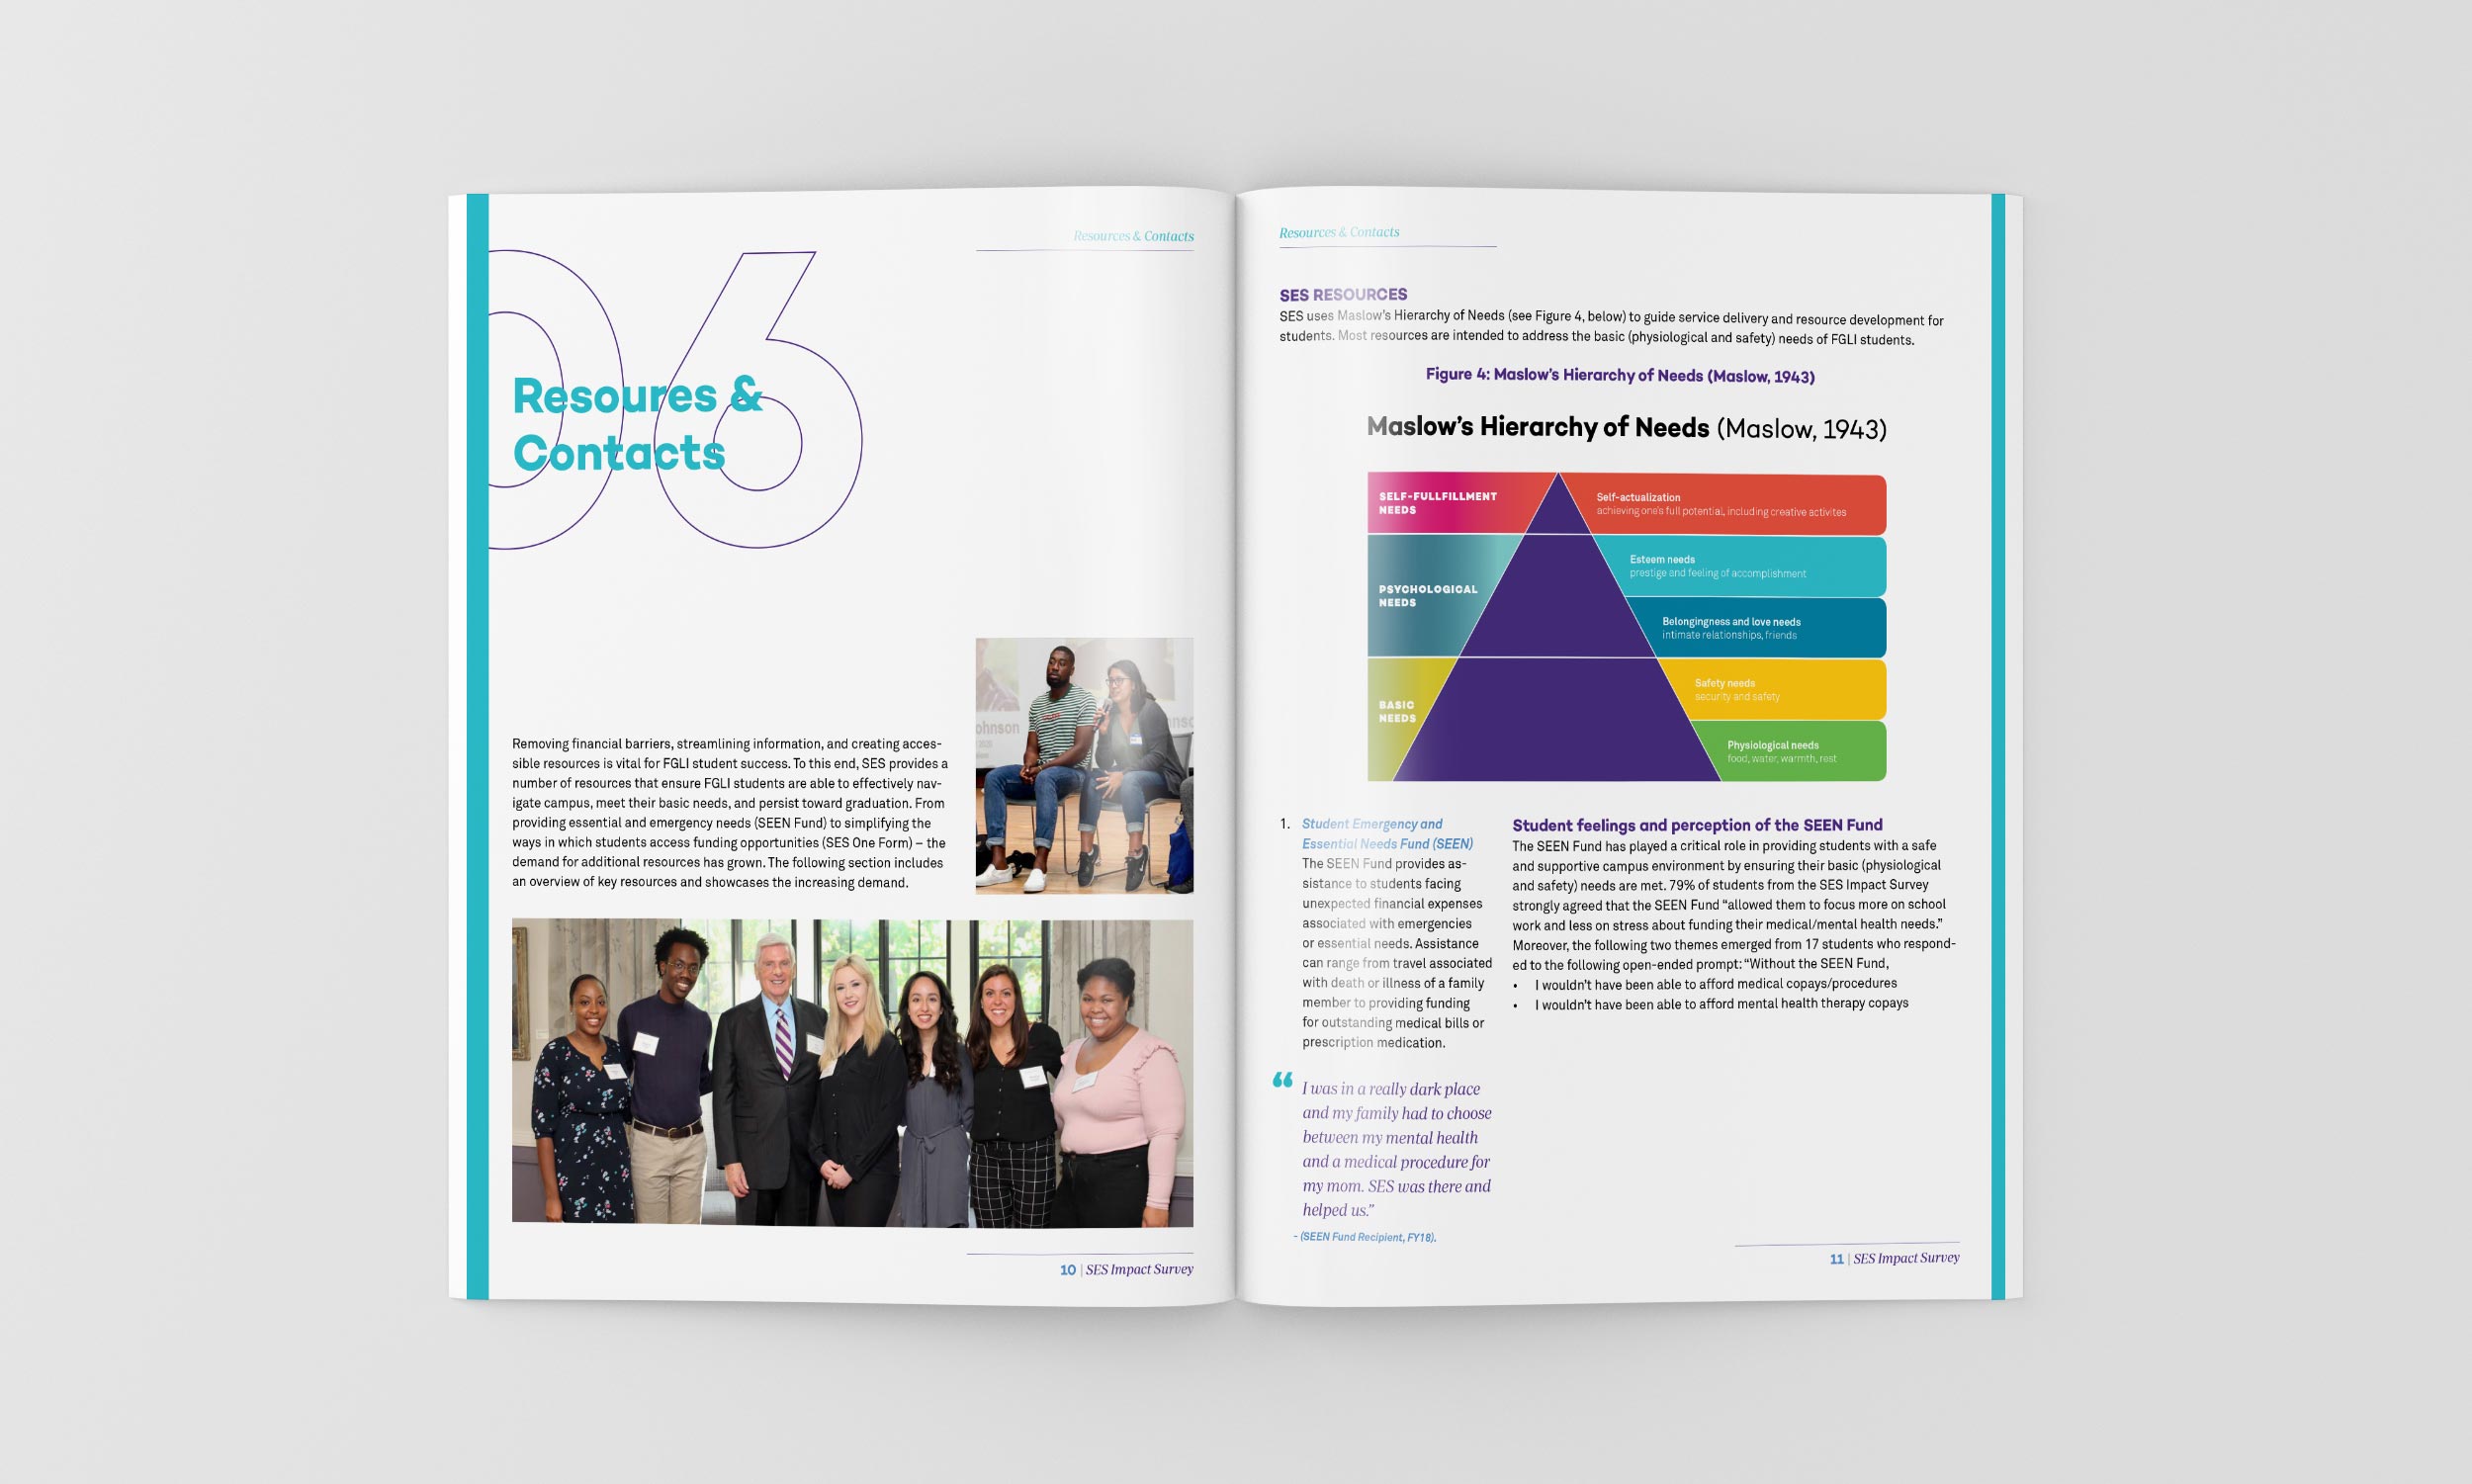 Resources & Contacts
06
Resoures &
Contacts
Removing financial barriers, streamlining information, and creating acces-
sible resources is vital for FGLI student success. To this end, SES provides a
number of resources that ensure FGLI students are able to effectively nav-
igate campus, meet their basic needs, and persist toward graduation. From
providing essential and emergency needs (SEEN Fund) to simplifying the
ways in which students access funding opportunities (SES One Form) – the
demand for additional resources has grown. The following section includes
an overview of key resources and showcases the increasing demand.
ohnson
10 | SES Impact Survey
Resources & Contacts
SES RESOURCES
SES uses Maslow's Hierarchy of Needs (see Figure 4, below) to guide service delivery and resource development for
students. Most resources are intended to address the basic (physiological and safety) needs of FGLI students.
Figure 4: Maslow's Hierarchy of Needs (Maslow, 1943)
Maslow's Hierarchy of Needs (Maslow, 1943)
SELF-FULLFILLMENT
NEEDS
Self-actualization
achieving one's full potential, including creative activites
PSYCHOLOGICAL
NEEDS
Esteem needs
prestige and feeling of accomplishment
Belongingness and love needs
intimate relationships, friends
BASIC
NEEDS
Safety needs
security and safety
Physiological needs
food, water, warmth, rest
1. Student Emergency and
Essential Needs Fund (SEEN)
The SEEN Fund provides as-
sistance to students facing
unexpected financial expenses
associated with emergencies
or essential needs. Assistance
can range from travel associated
with death or illness of a family
member to providing funding
for outstanding medical bills or
prescription medication.
“ I was in a really dark place
and my family had to choose
between my mental health
and a medical procedure for
my mom. SES was there and
helped us.”
- (SEEN Fund Recipient, FY18).
Student feelings and perception of the SEEN Fund
The SEEN Fund has played a critical role in providing students with a safe
and supportive campus environment by ensuring their basic (physiological
and safety) needs are met. 79% of students from the SES Impact Survey
strongly agreed that the SEEN Fund “allowed them to focus more on school
work and less on stress about funding their medical/mental health needs.”
Moreover, the following two themes emerged from 17 students who respond-
ed to the following open-ended prompt: “Without the SEEN Fund,
• I wouldn't have been able to afford medical copays/procedures
• I wouldn't have been able to afford mental health therapy copays
11 | SES Impact Survey